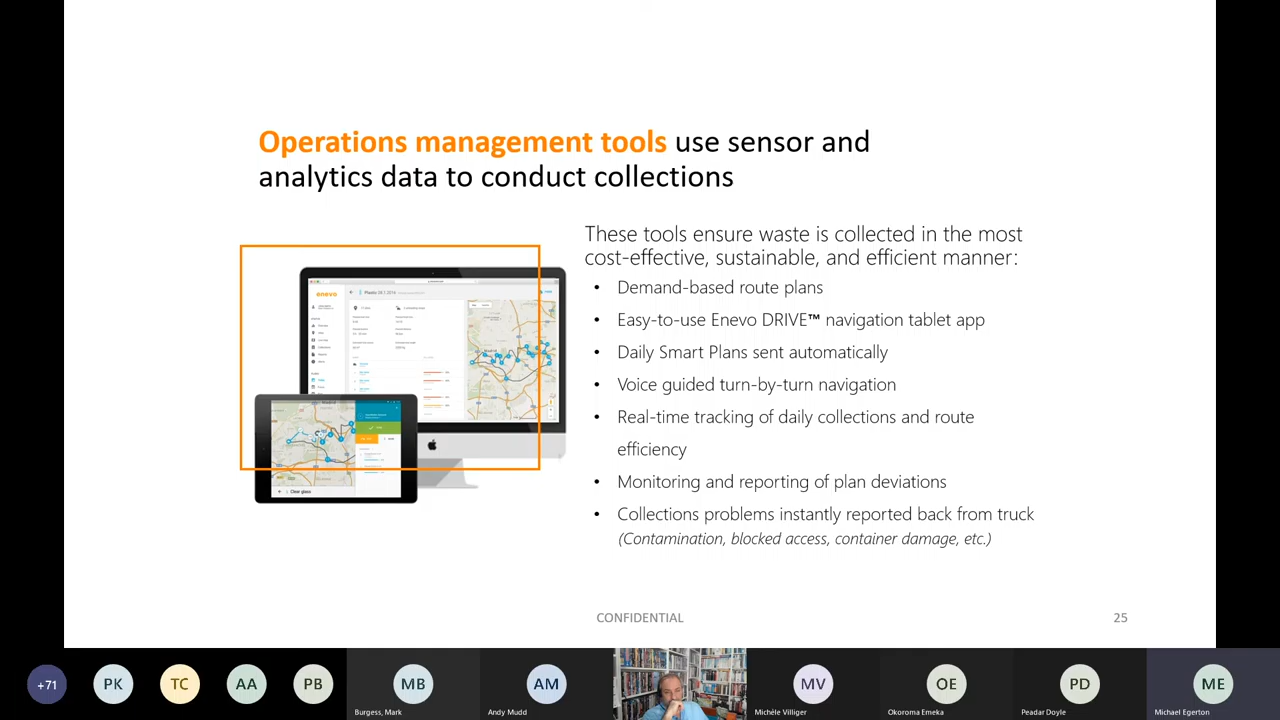 Operations management tools use sensor and
analytics data to conduct collections
These tools ensure waste is collected in the most
cost-effective, sustainable, and efficient manner:
• Demand-based route plans
• Easy-to-use Enevo DRIVE™ navigation tablet app
• Daily Smart Plans sent automatically
• Voice guided turn-by-turn navigation
• Real-time tracking of daily collections and route
efficiency
• Monitoring and reporting of plan deviations
• Collections problems instantly reported back from truck
(Contamination, blocked access, container damage, etc.)
enevo
Clear glass
CONFIDENTIAL
25
+71
PK
TC
AA
PB
MB
AM
MV
OE
PD
ME
Burgess, Mark
Andy Mudd
Michèle Villiger
Okoroma Emeka
Peadar Doyle
Michael Egerton